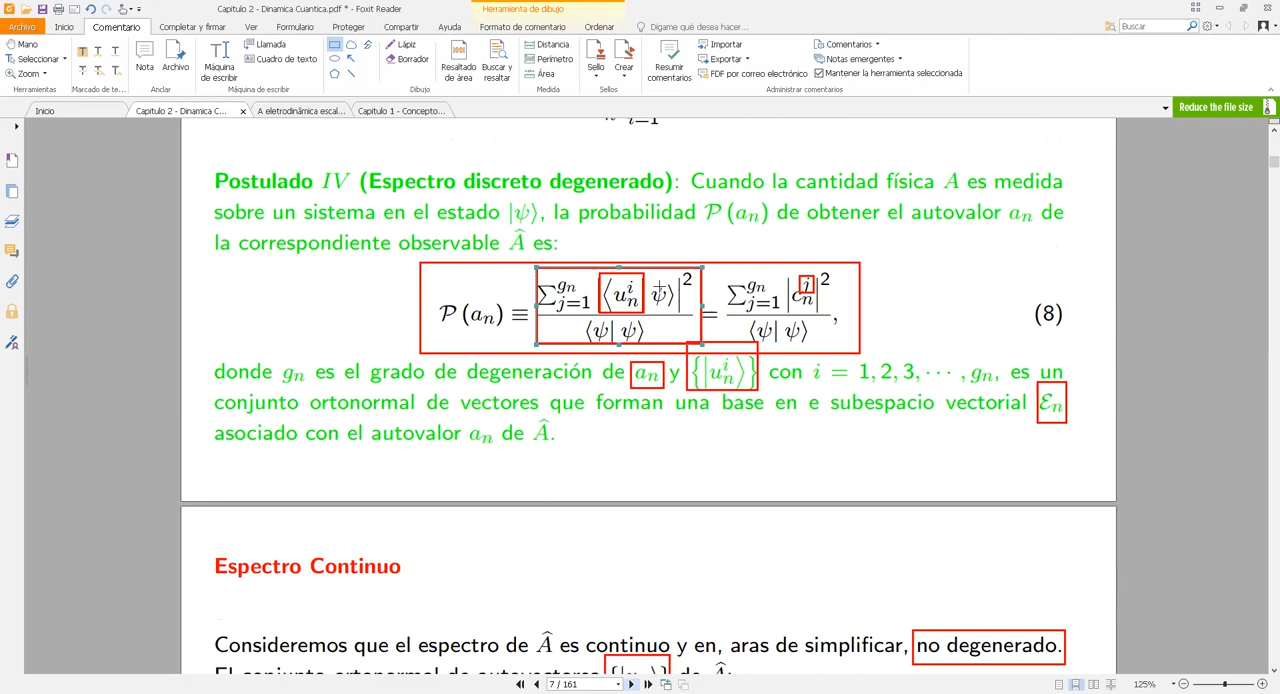 Capitulo 2 - Dinamica Cuantica.pdf * - Foxit Reader
Herramienta de dibujo
Archivo Inicio Comentario Completar y firmar Ver Formulario Proteger Compartir Ayuda Formato de comentario Ordenar Dígame qué desea hacer... Buscar
Mano Llamada Lápiz Distancia Importar Comentarios
Seleccionar Cuadro de texto Borrador Perímetro Exportar Notas emergentes
Zoom Nota Archivo Máquina de escribir Resaltado de área Buscar y resaltar Área Sello Crear Resumir comentarios FDF por correo electrónico Mantener la herramienta seleccionada
Herramientas Marcado de te... Anclar Máquina de escribir Dibujo Medida Sellos Administrar comentarios
Inicio Capitulo 2 - Dinamica C... A eletrodinâmica escal... Capitulo 1 - Concepto... Reduce the file size
n i=1
Postulado IV (Espectro discreto degenerado): Cuando la cantidad física A es medida
sobre un sistema en el estado |ψ⟩, la probabilidad P (a_n) de obtener el autovalor a_n de
la correspondiente observable Â es:
P (a_n) ≡ ∑_{j=1}^{g_n} |⟨u_n^i ψ⟩|^2 / ⟨ψ| ψ⟩ = ∑_{j=1}^{g_n} |c_n^j|^2 / ⟨ψ| ψ⟩, (8)
donde g_n es el grado de degeneración de a_n y {|u_n^i⟩} con i = 1, 2, 3, ⋯ , g_n, es un
conjunto ortonormal de vectores que forman una base en e subespacio vectorial ℰ_n
asociado con el autovalor a_n de Â.
Espectro Continuo
Consideremos que el espectro de Â es continuo y en, aras de simplificar, no degenerado.
7 / 161 125%